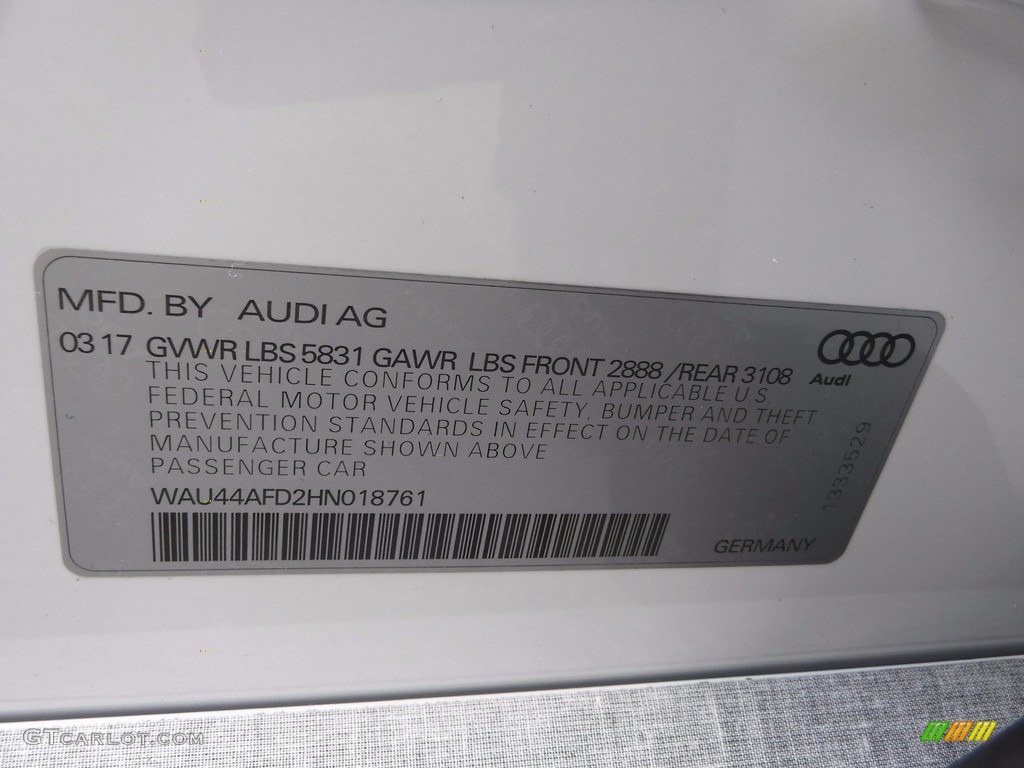 MFD. BY AUDI AG
03 17 GVWR LBS 5831 GAWR LBS FRONT 2888 /REAR 3108
Audi
THIS VEHICLE CONFORMS TO ALL APPLICABLE U.S.
FEDERAL MOTOR VEHICLE SAFETY, BUMPER AND THEFT
PREVENTION STANDARDS IN EFFECT ON THE DATE OF
MANUFACTURE SHOWN ABOVE
PASSENGER CAR
WAU44AFD2HN018761
1333529
GERMANY
GTCARLOT.COM